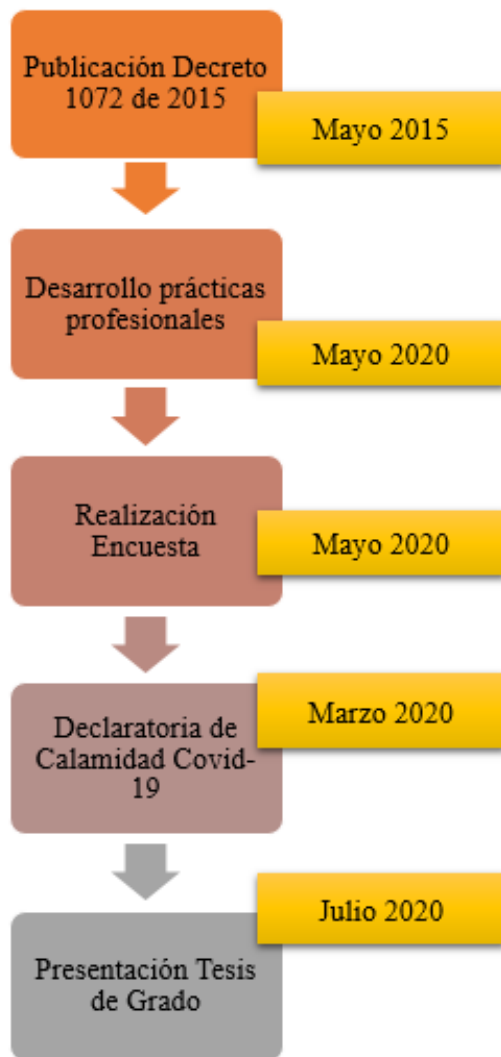 Publicación Decreto
1072 de 2015
Mayo 2015
Desarrollo prácticas
profesionales
Mayo 2020
Realización
Encuesta
Mayo 2020
Declaratoria de
Calamidad Covid-
19
Marzo 2020
Presentación Tesis
de Grado
Julio 2020